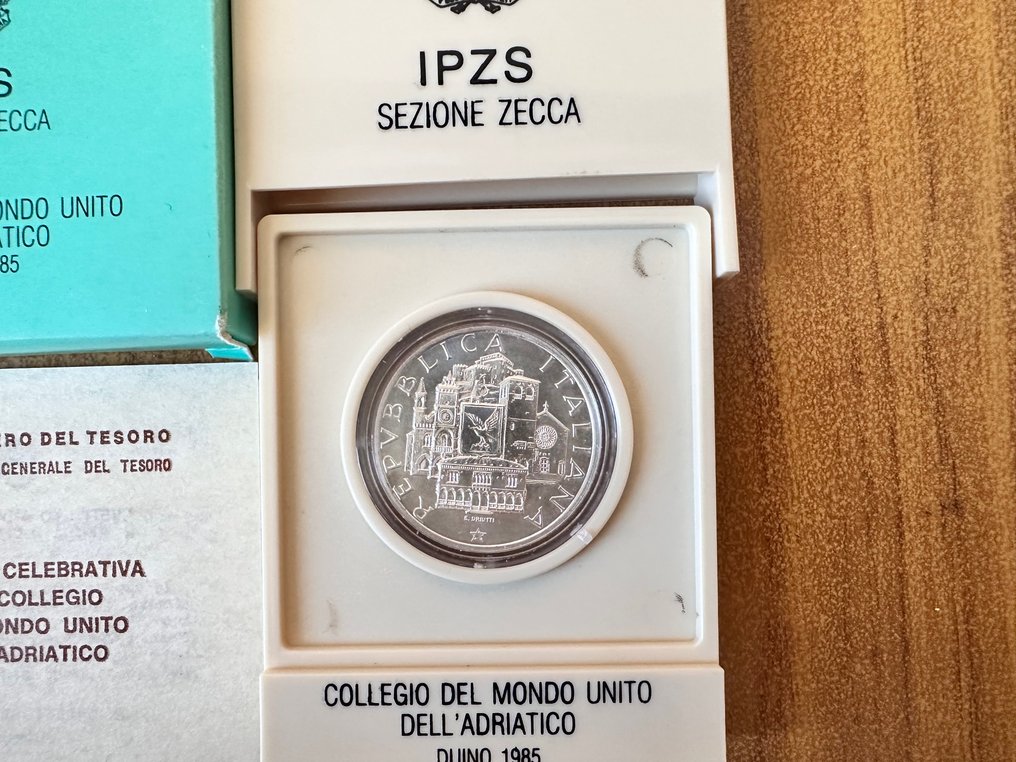 S
ECCA
ONDO UNITO
ATICO
85
IPZS
SEZIONE ZECCA
REPVBBLICA ITALIANA
E. DRIUTTI
RO DEL TESORO
GENERALE DEL TESORO
CELEBRATIVA
COLLEGIO
ONDO UNITO
ADRIATICO
COLLEGIO DEL MONDO UNITO
DELL'ADRIATICO
DUINO 1985